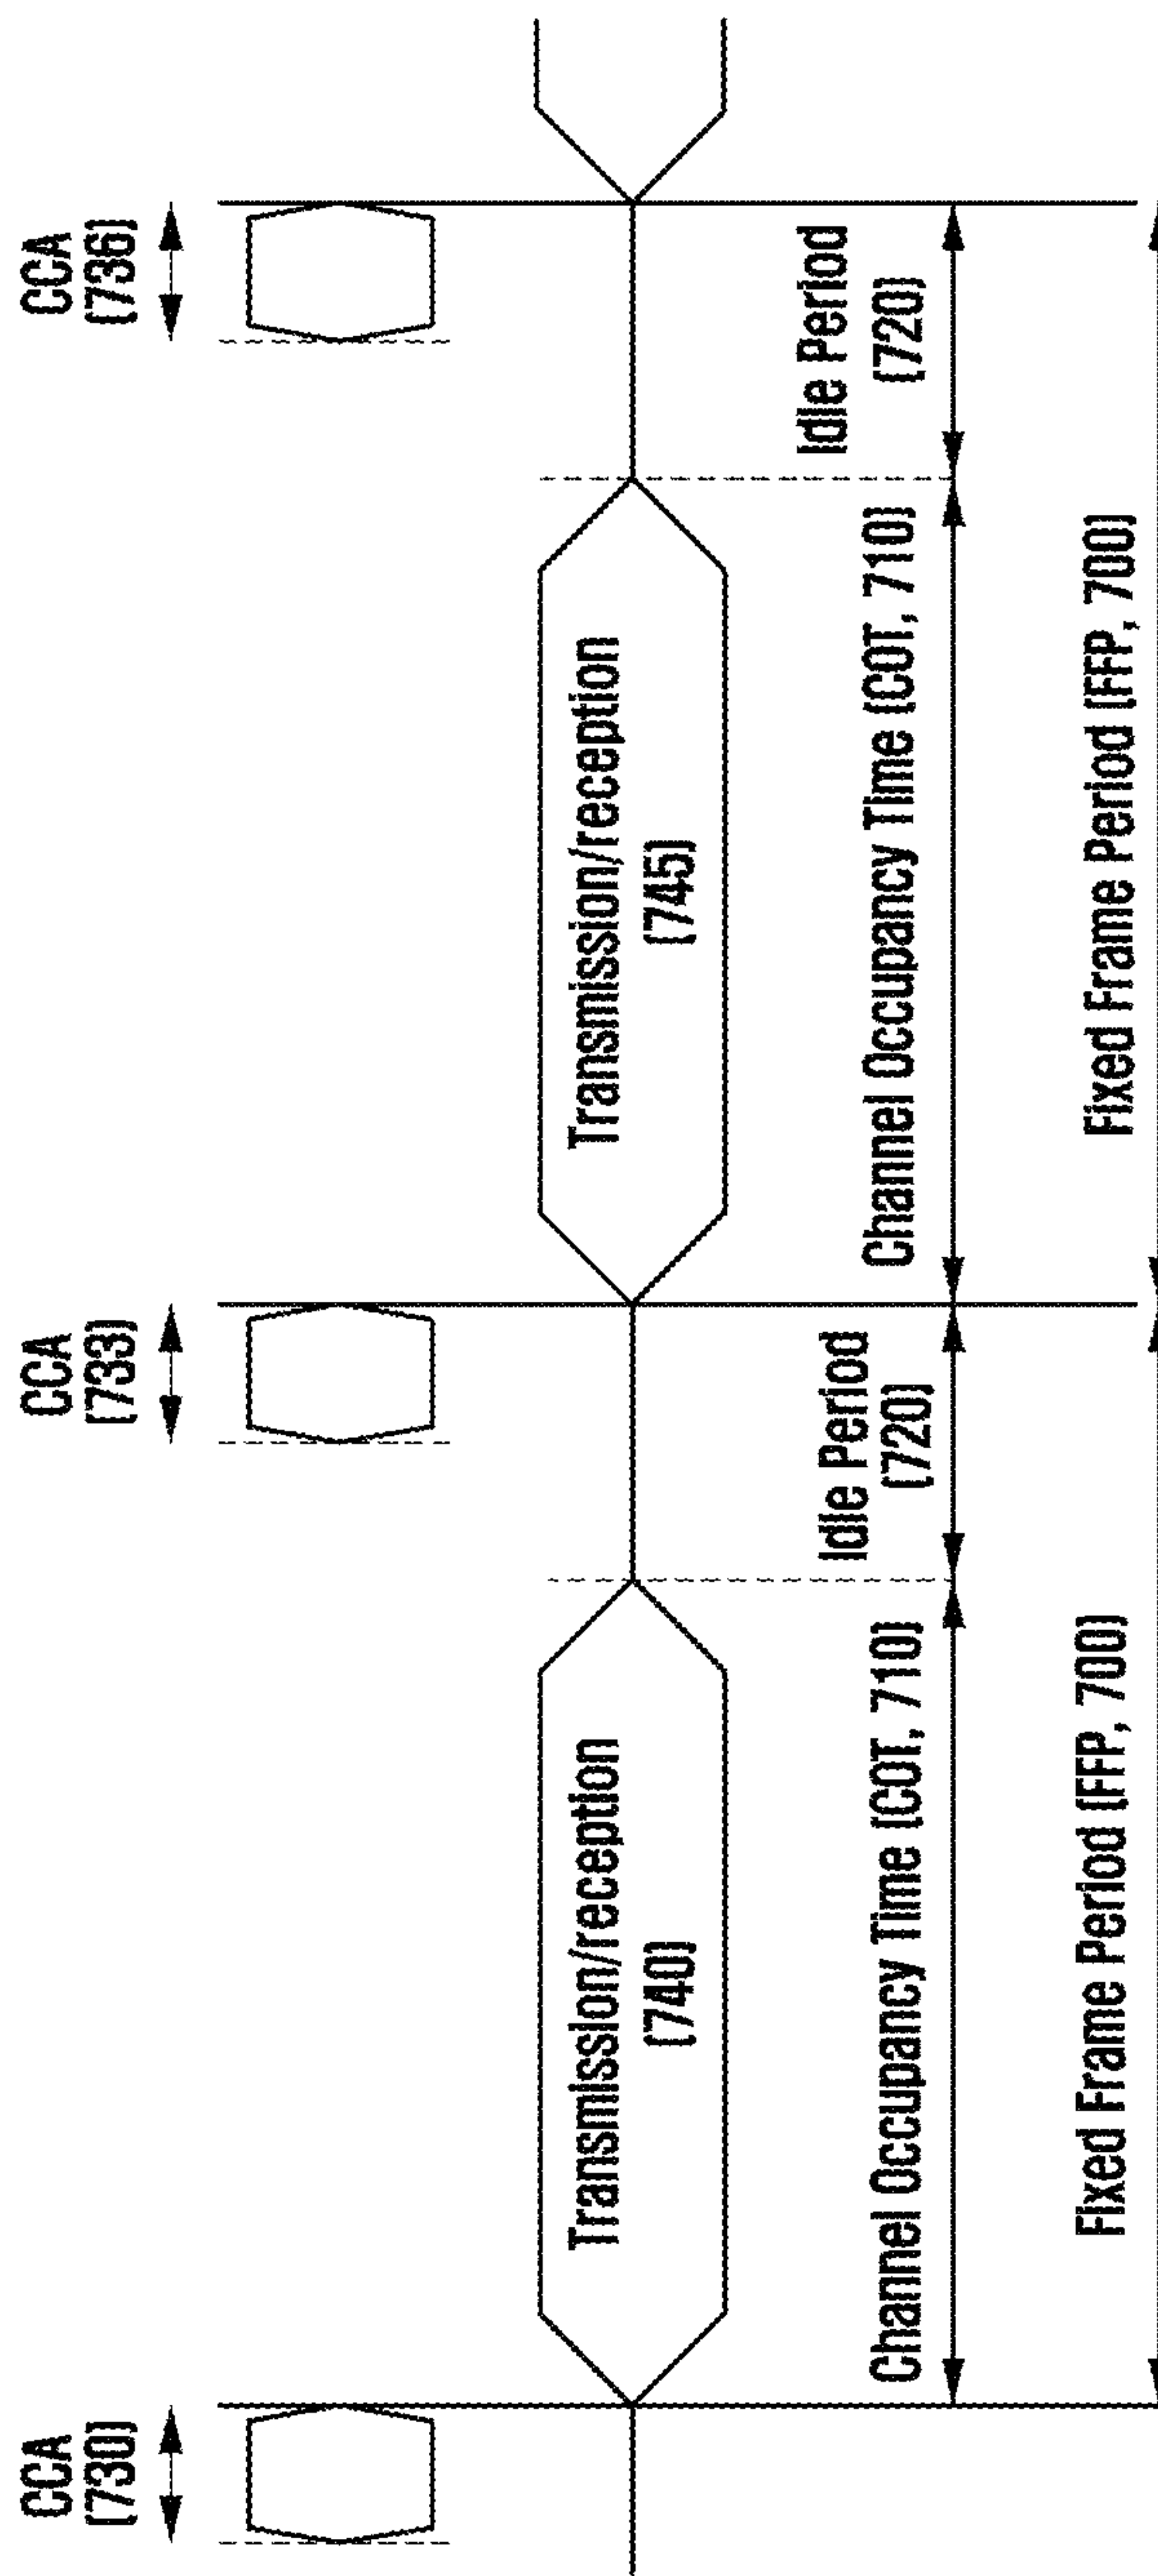 CCA
(730)
CCA
(733)
CCA
(736)
Transmission/reception
(740)
Transmission/reception
(745)
Idle Period
(720)
Idle Period
(720)
Channel Occupancy Time (COT, 710)
Channel Occupancy Time (COT, 710)
Fixed Frame Period (FFP, 700)
Fixed Frame Period (FFP, 700)